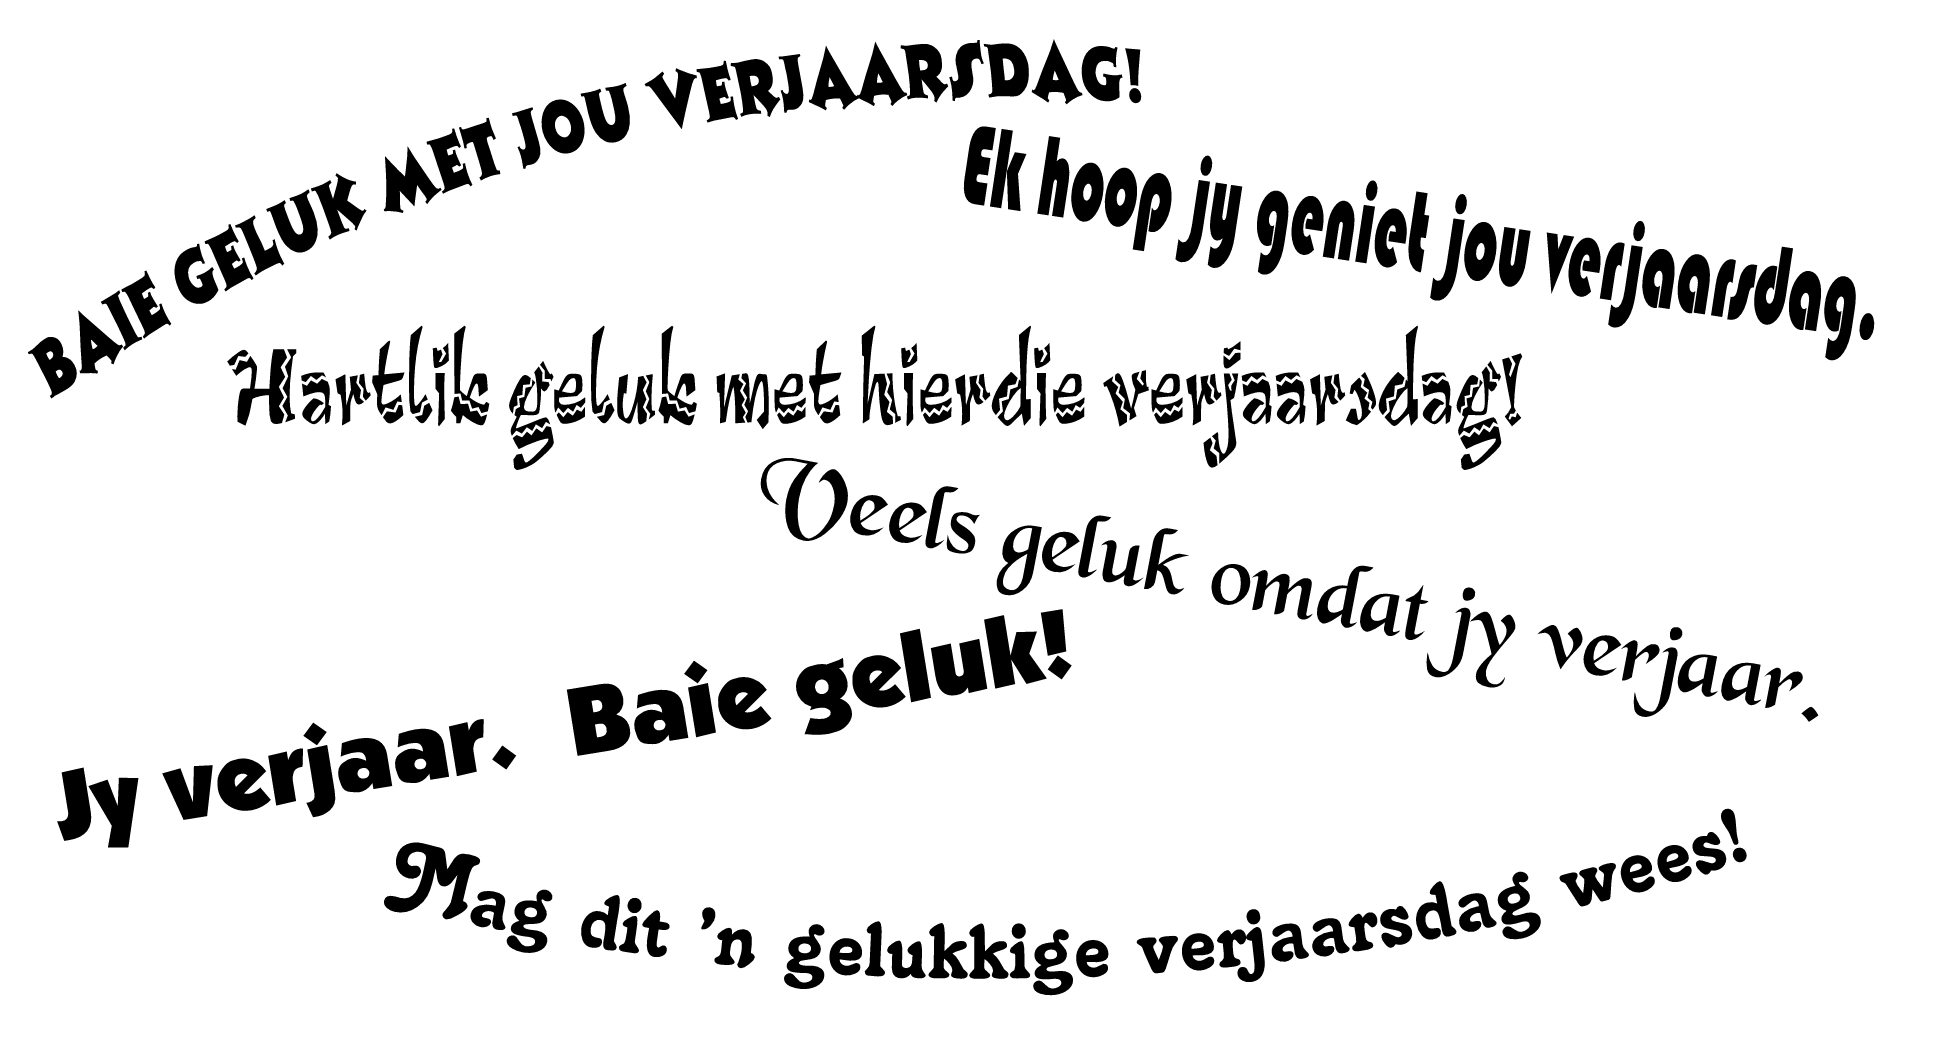 BAIE GELUK MET JOU VERJAARSDAG!
Ek hoop jy geniet jou verjaarsdag.
Hartlik geluk met hierdie verjaarsdag!
Veels geluk omdat jy verjaar.
Jy verjaar. Baie geluk!
Mag dit 'n gelukkige verjaarsdag wees!